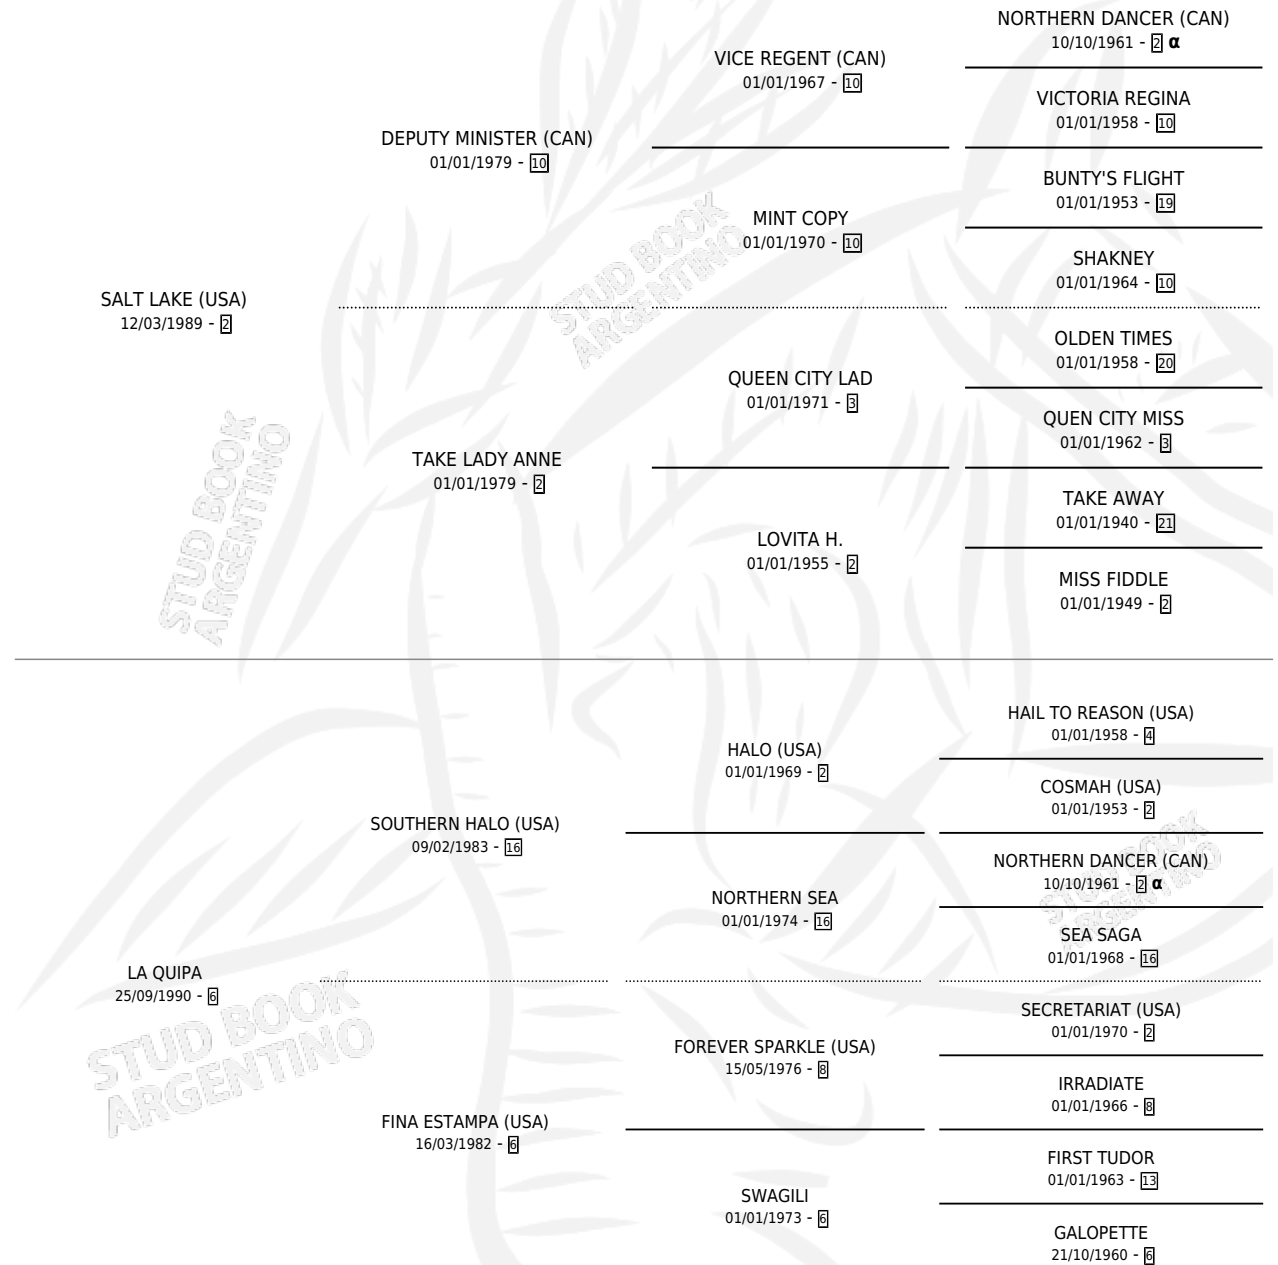 NORTHERN DANCER (CAN)
10/10/1961 - 2 α
VICE REGENT (CAN)
01/01/1967 - 10
VICTORIA REGINA
01/01/1958 - 10
DEPUTY MINISTER (CAN)
01/01/1979 - 10
BUNTY'S FLIGHT
01/01/1953 - 19
MINT COPY
01/01/1970 - 10
SHAKNEY
01/01/1964 - 10
SALT LAKE (USA)
12/03/1989 - 2
OLDEN TIMES
01/01/1958 - 20
QUEEN CITY LAD
01/01/1971 - 3
QUEN CITY MISS
01/01/1962 - 3
TAKE LADY ANNE
01/01/1979 - 2
TAKE AWAY
01/01/1940 - 21
LOVITA H.
01/01/1955 - 2
MISS FIDDLE
01/01/1949 - 2
STUD BOOK
ARGENTINO
STUD BOOK
ARGENTINO
HAIL TO REASON (USA)
01/01/1958 - 4
HALO (USA)
01/01/1969 - 2
COSMAH (USA)
01/01/1953 - 2
SOUTHERN HALO (USA)
09/02/1983 - 16
NORTHERN DANCER (CAN)
10/10/1961 - 2 α
NORTHERN SEA
01/01/1974 - 16
SEA SAGA
01/01/1968 - 16
LA QUIPA
25/09/1990 - 6
SECRETARIAT (USA)
01/01/1970 - 2
FOREVER SPARKLE (USA)
15/05/1976 - 8
IRRADIATE
01/01/1966 - 8
FINA ESTAMPA (USA)
16/03/1982 - 6
FIRST TUDOR
01/01/1963 - 13
SWAGILI
01/01/1973 - 6
GALOPETTE
21/10/1960 - 6
STUD BOOK
ARGENTINO
STUD BOOK
ARGENTINO